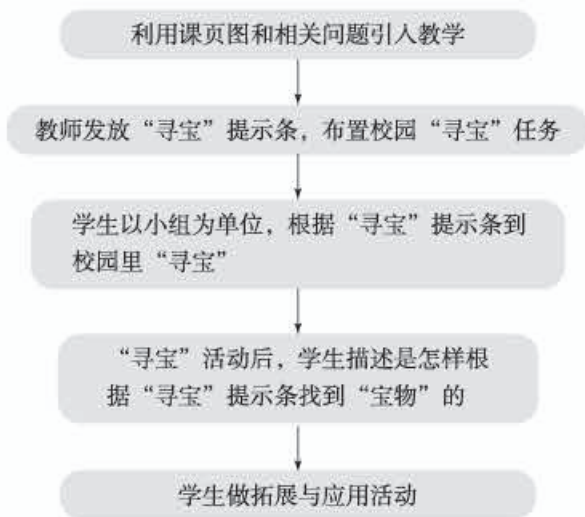 利用课页图和相关问题引入教学
教师发放“寻宝”提示条，布置校园“寻宝”任务
学生以小组为单位，根据“寻宝”提示条到
校园里“寻宝”
“寻宝”活动后，学生描述是怎样根
据“寻宝”提示条找到“宝物”的
学生做拓展与应用活动